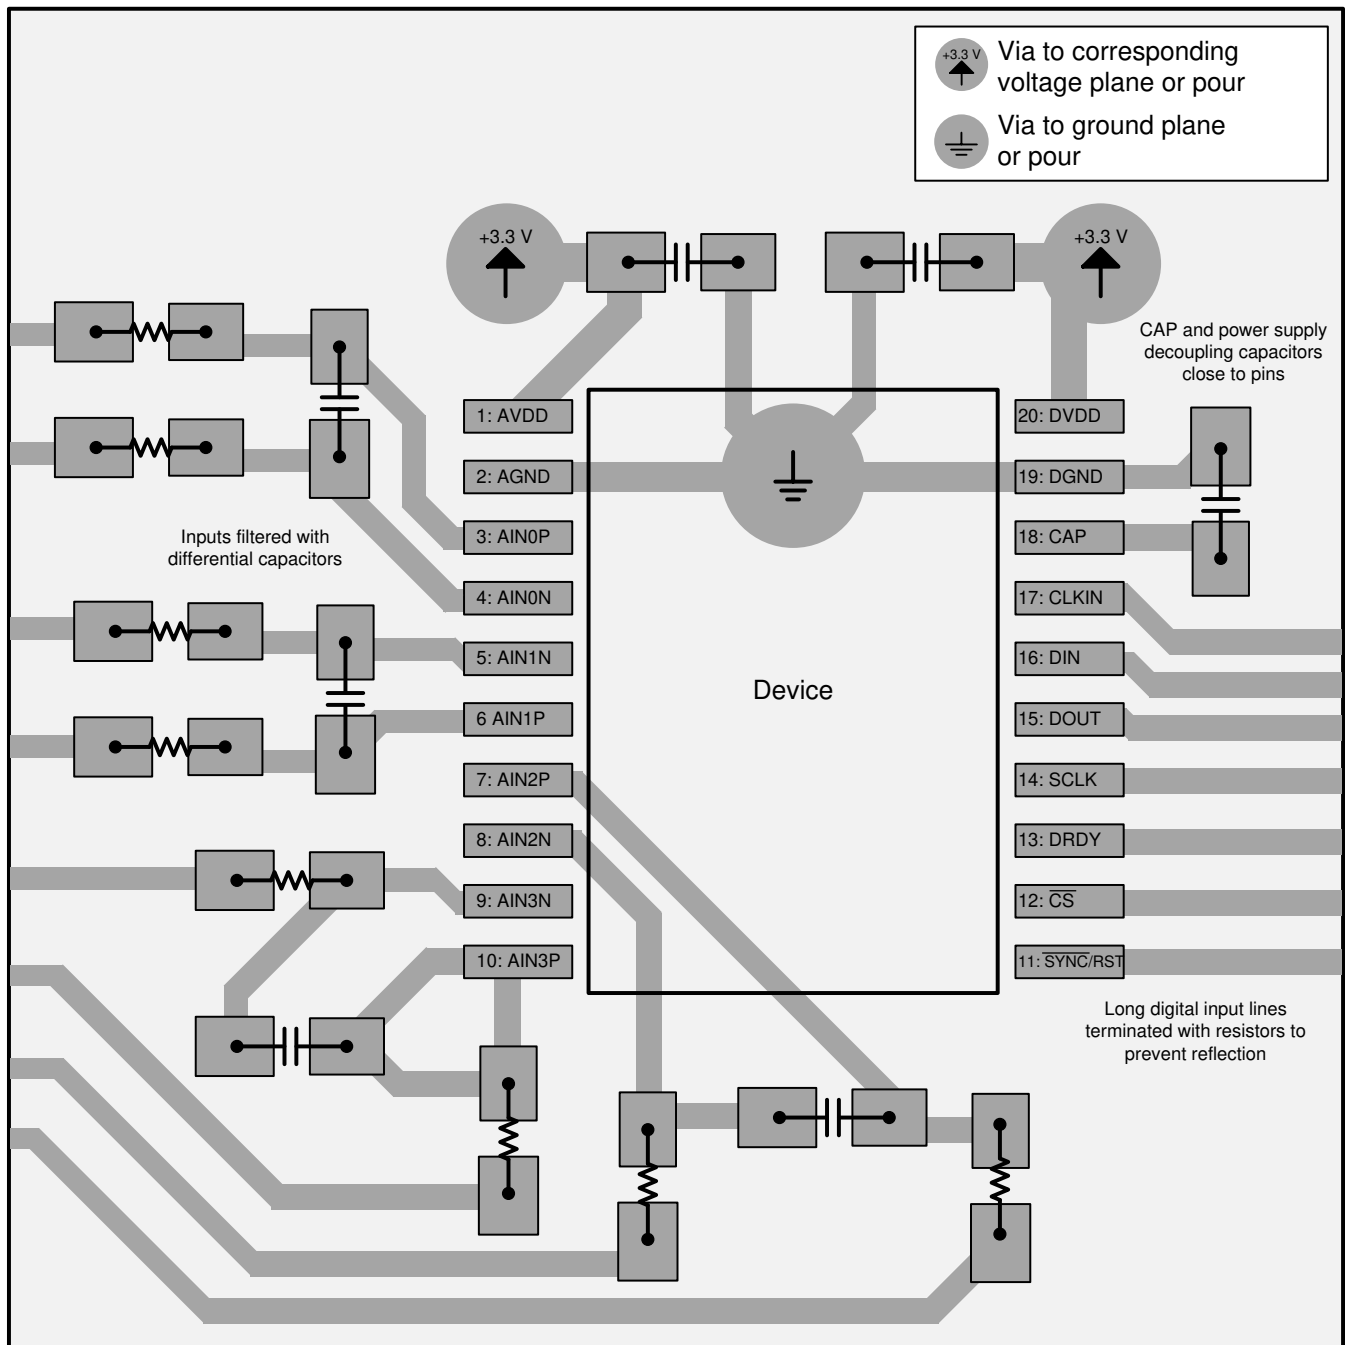 +3.3 V
Via to corresponding
voltage plane or pour
Via to ground plane
or pour
+3.3 V
+3.3 V
CAP and power supply
decoupling capacitors
close to pins
1: AVDD
20: DVDD
2: AGND
19: DGND
3: AIN0P
18: CAP
Inputs filtered with
differential capacitors
4: AIN0N
17: CLKIN
5: AIN1N
16: DIN
Device
6 AIN1P
15: DOUT
7: AIN2P
14: SCLK
8: AIN2N
13: DRDY
9: AIN3N
12: CS
10: AIN3P
11: SYNC/RST
Long digital input lines
terminated with resistors to
prevent reflection